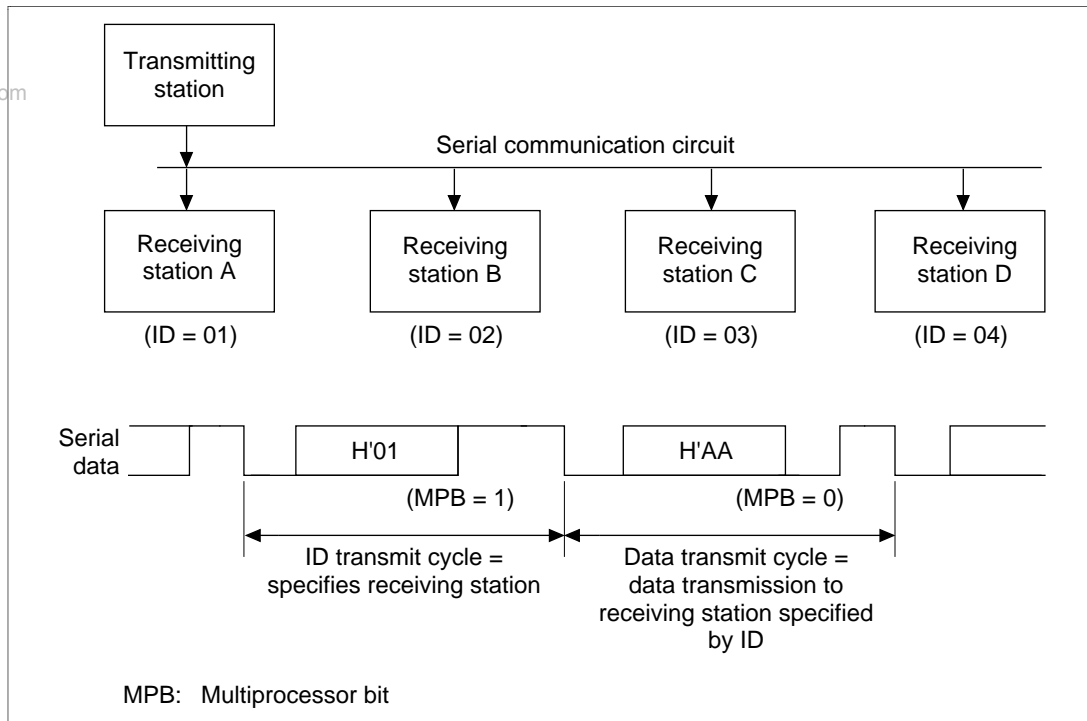 Transmitting
station
om
Serial communication circuit
Receiving
station A
Receiving
station B
Receiving
station C
Receiving
station D
(ID = 01)
(ID = 02)
(ID = 03)
(ID = 04)
Serial
data
H'01
H'AA
(MPB = 1)
(MPB = 0)
ID transmit cycle =
specifies receiving station
Data transmit cycle =
data transmission to
receiving station specified
by ID
MPB: Multiprocessor bit